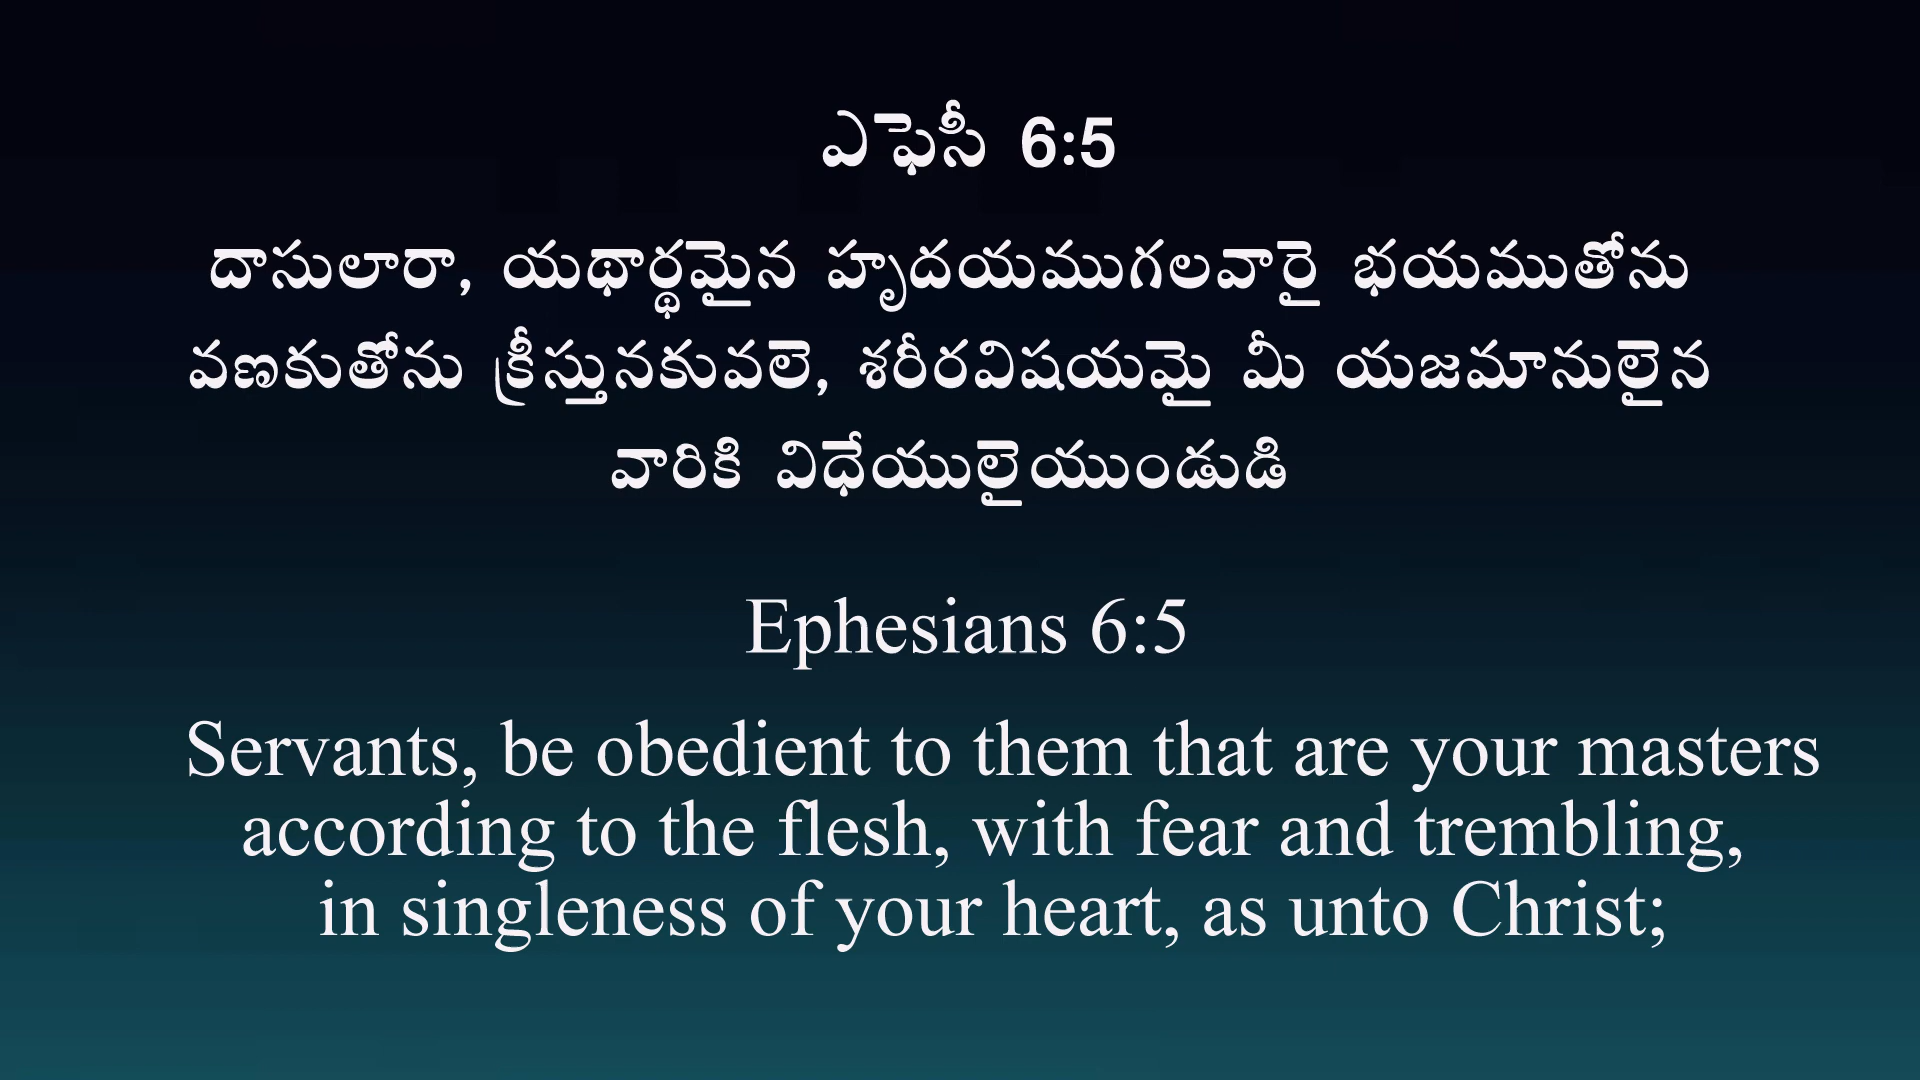 ఎఫెసీ 6:5
దాసులారా, యథార్థమైన హృదయముగలవారై భయముతోను
వణకుతోను క్రీస్తునకువలె, శరీరవిషయమై మీ యజమానులైన
వారికి విధేయులైయుండుడి
Ephesians 6:5
Servants, be obedient to them that are your masters
according to the flesh, with fear and trembling,
in singleness of your heart, as unto Christ;